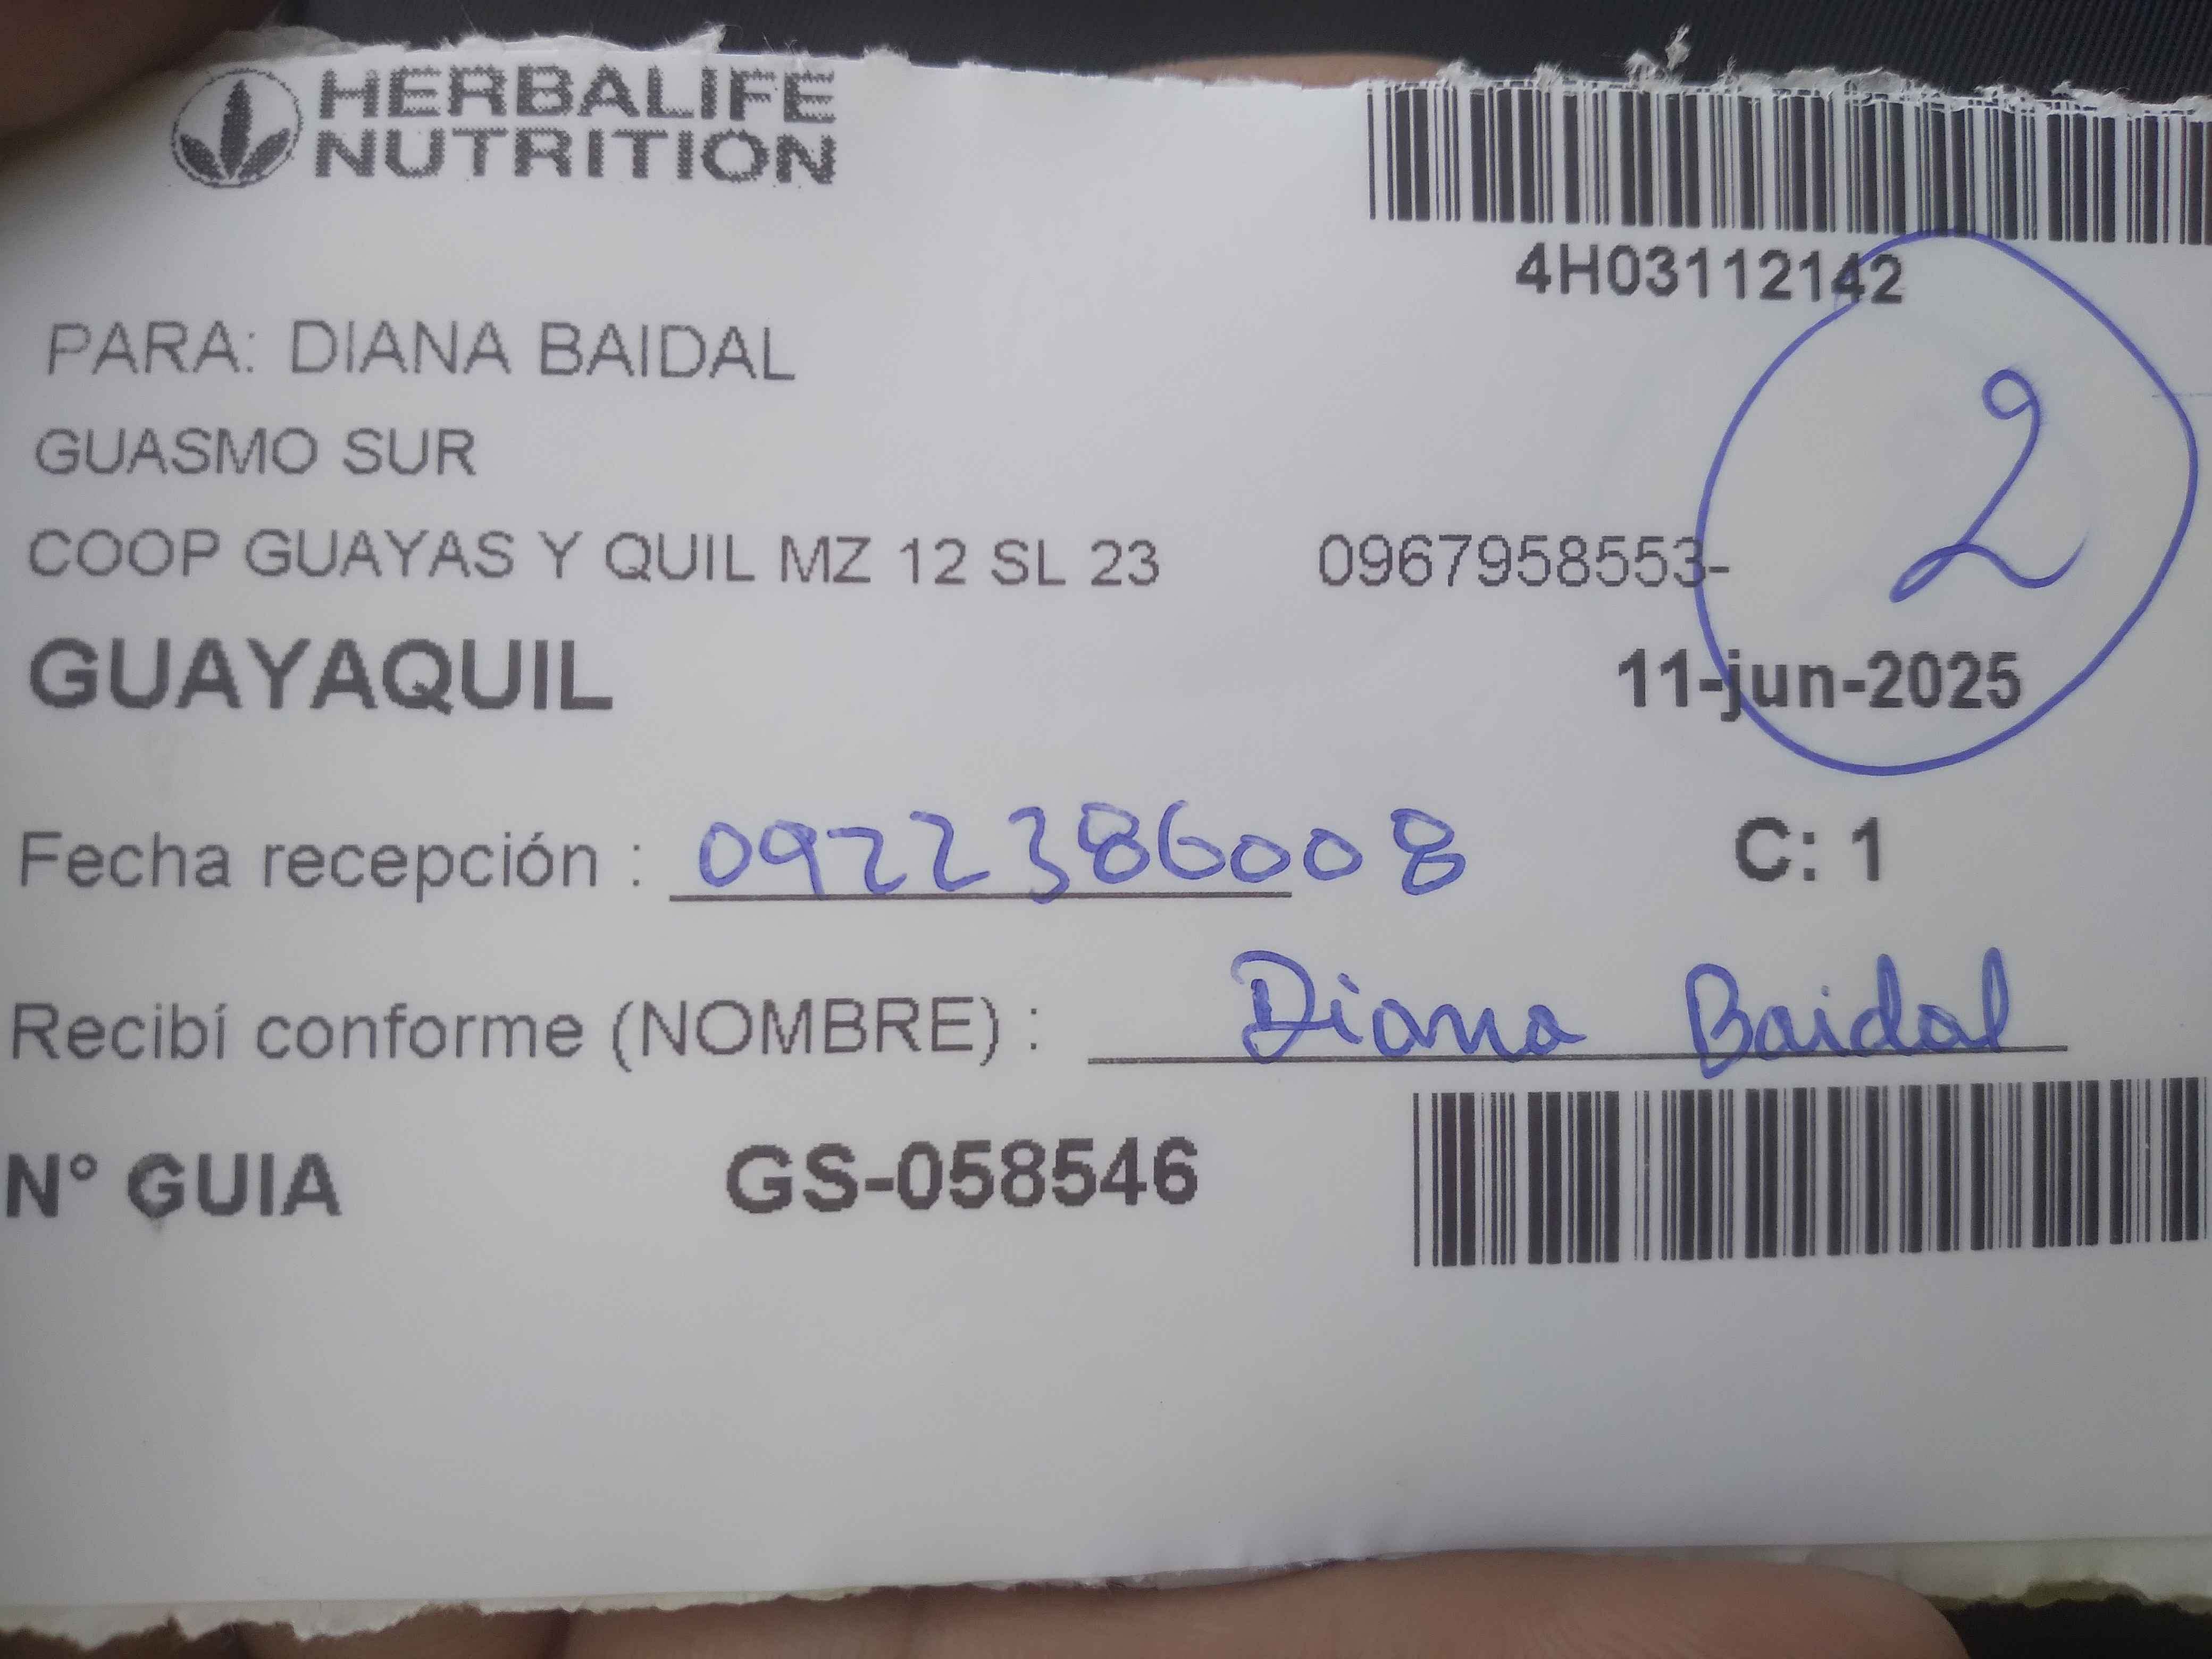 HERBALIFE
NUTRITION
4H03112142
PARA: DIANA BAIDAL
2
GUASMO SUR
COOP GUAYAS Y QUIL MZ 12 SL 23 0967958553-
GUAYAQUIL 11-jun-2025
Fecha recepción : 0922386008 C: 1
Recibí conforme (NOMBRE) : Diana Baidal
N° GUIA GS-058546